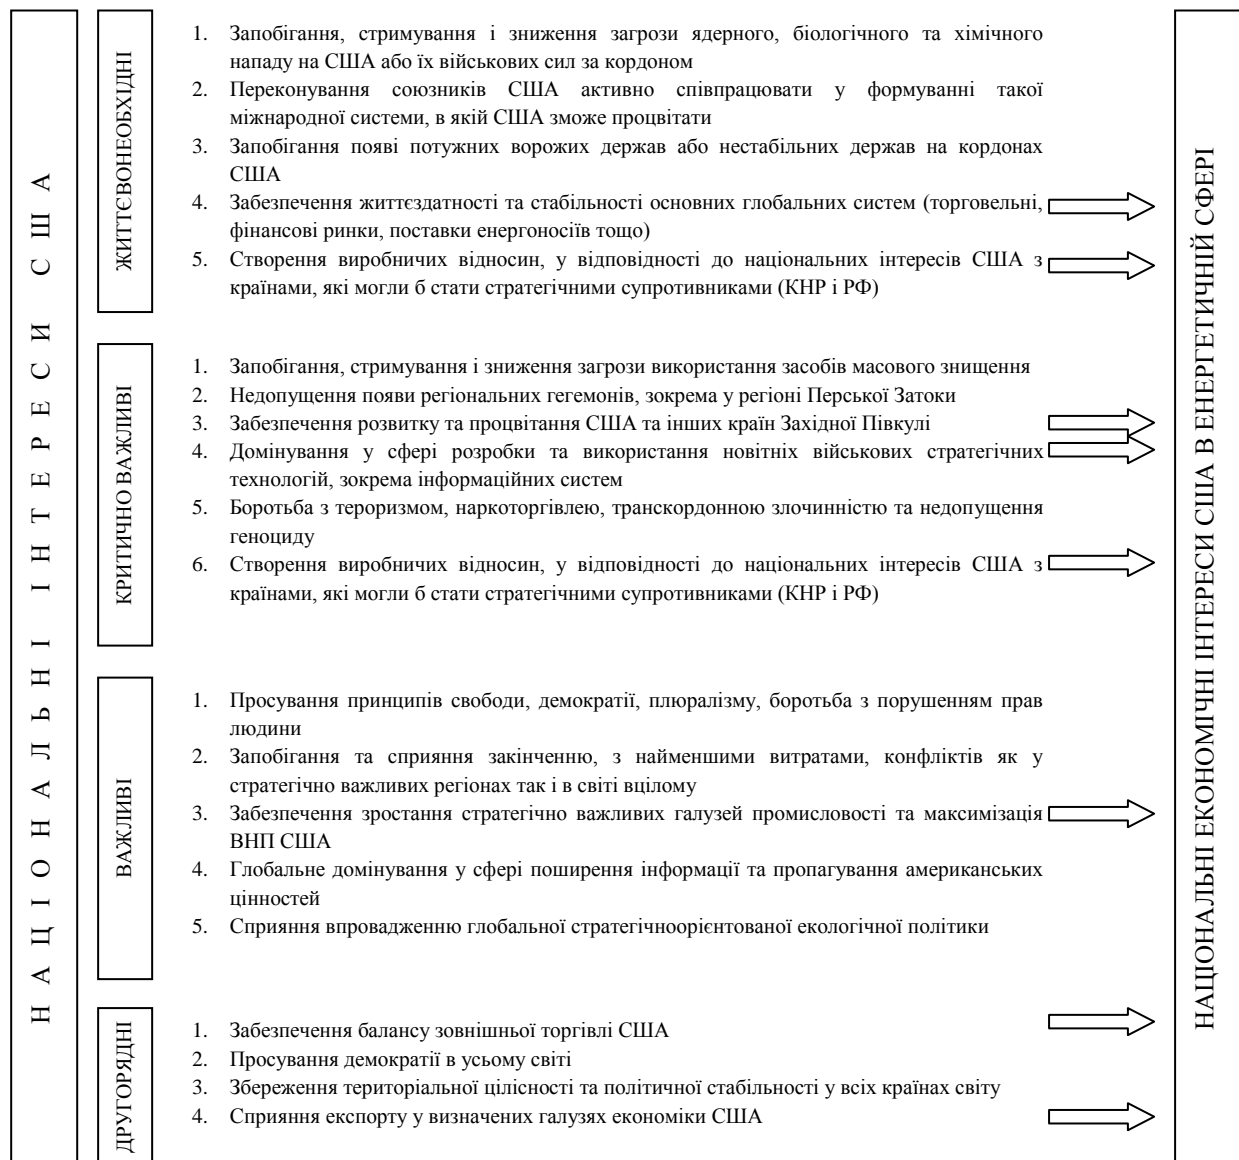 НАЦІОНАЛЬНІ ІНТЕРЕСИ США
ЖИТТЄВОНЕОБХІДНІ
1. Запобігання, стримування і зниження загрози ядерного, біологічного та хімічного
нападу на США або їх військових сил за кордоном
2. Переконування союзників США активно співпрацювати у формуванні такої
міжнародної системи, в якій США зможе процвітати
3. Запобігання появі потужних ворожих держав або нестабільних держав на кордонах
США
4. Забезпечення життєздатності та стабільності основних глобальних систем (торговельні,
фінансові ринки, поставки енергоносіїв тощо)
5. Створення виробничих відносин, у відповідності до національних інтересів США з
країнами, які могли б стати стратегічними супротивниками (КНР і РФ)
КРИТИЧНО ВАЖЛИВІ
1. Запобігання, стримування і зниження загрози використання засобів масового знищення
2. Недопущення появи регіональних гегемонів, зокрема у регіоні Перської Затоки
3. Забезпечення розвитку та процвітання США та інших країн Західної Півкулі
4. Домінування у сфері розробки та використання новітніх військових стратегічних
технологій, зокрема інформаційних систем
5. Боротьба з тероризмом, наркоторгівлею, транскордонною злочинністю та недопущення
геноциду
6. Створення виробничих відносин, у відповідності до національних інтересів США з
країнами, які могли б стати стратегічними супротивниками (КНР і РФ)
ВАЖЛИВІ
1. Просування принципів свободи, демократії, плюралізму, боротьба з порушенням прав
людини
2. Запобігання та сприяння закінченню, з найменшими витратами, конфліктів як у
стратегічно важливих регіонах так і в світі вцілому
3. Забезпечення зростання стратегічно важливих галузей промисловості та максимізація
ВНП США
4. Глобальне домінування у сфері поширення інформації та пропагування американських
цінностей
5. Сприяння впровадженню глобальної стратегічноорієнтованої екологічної політики
ДРУГОРЯДНІ
1. Забезпечення балансу зовнішньої торгівлі США
2. Просування демократії в усьому світі
3. Збереження територіальної цілісності та політичної стабільності у всіх країнах світу
4. Сприяння експорту у визначених галузях економіки США
НАЦІОНАЛЬНІ ЕКОНОМІЧНІ ІНТЕРЕСИ США В ЕНЕРГЕТИЧНІЙ СФЕРІ